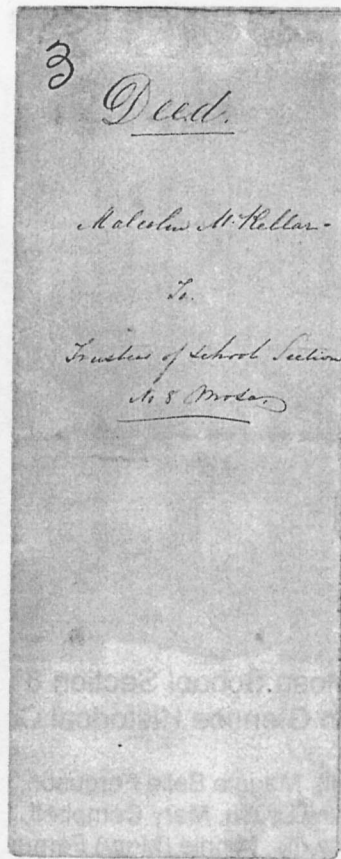 3
Deed.
Malcolm McKellar
To.
Trustees of School Section
No 8 Mosa.